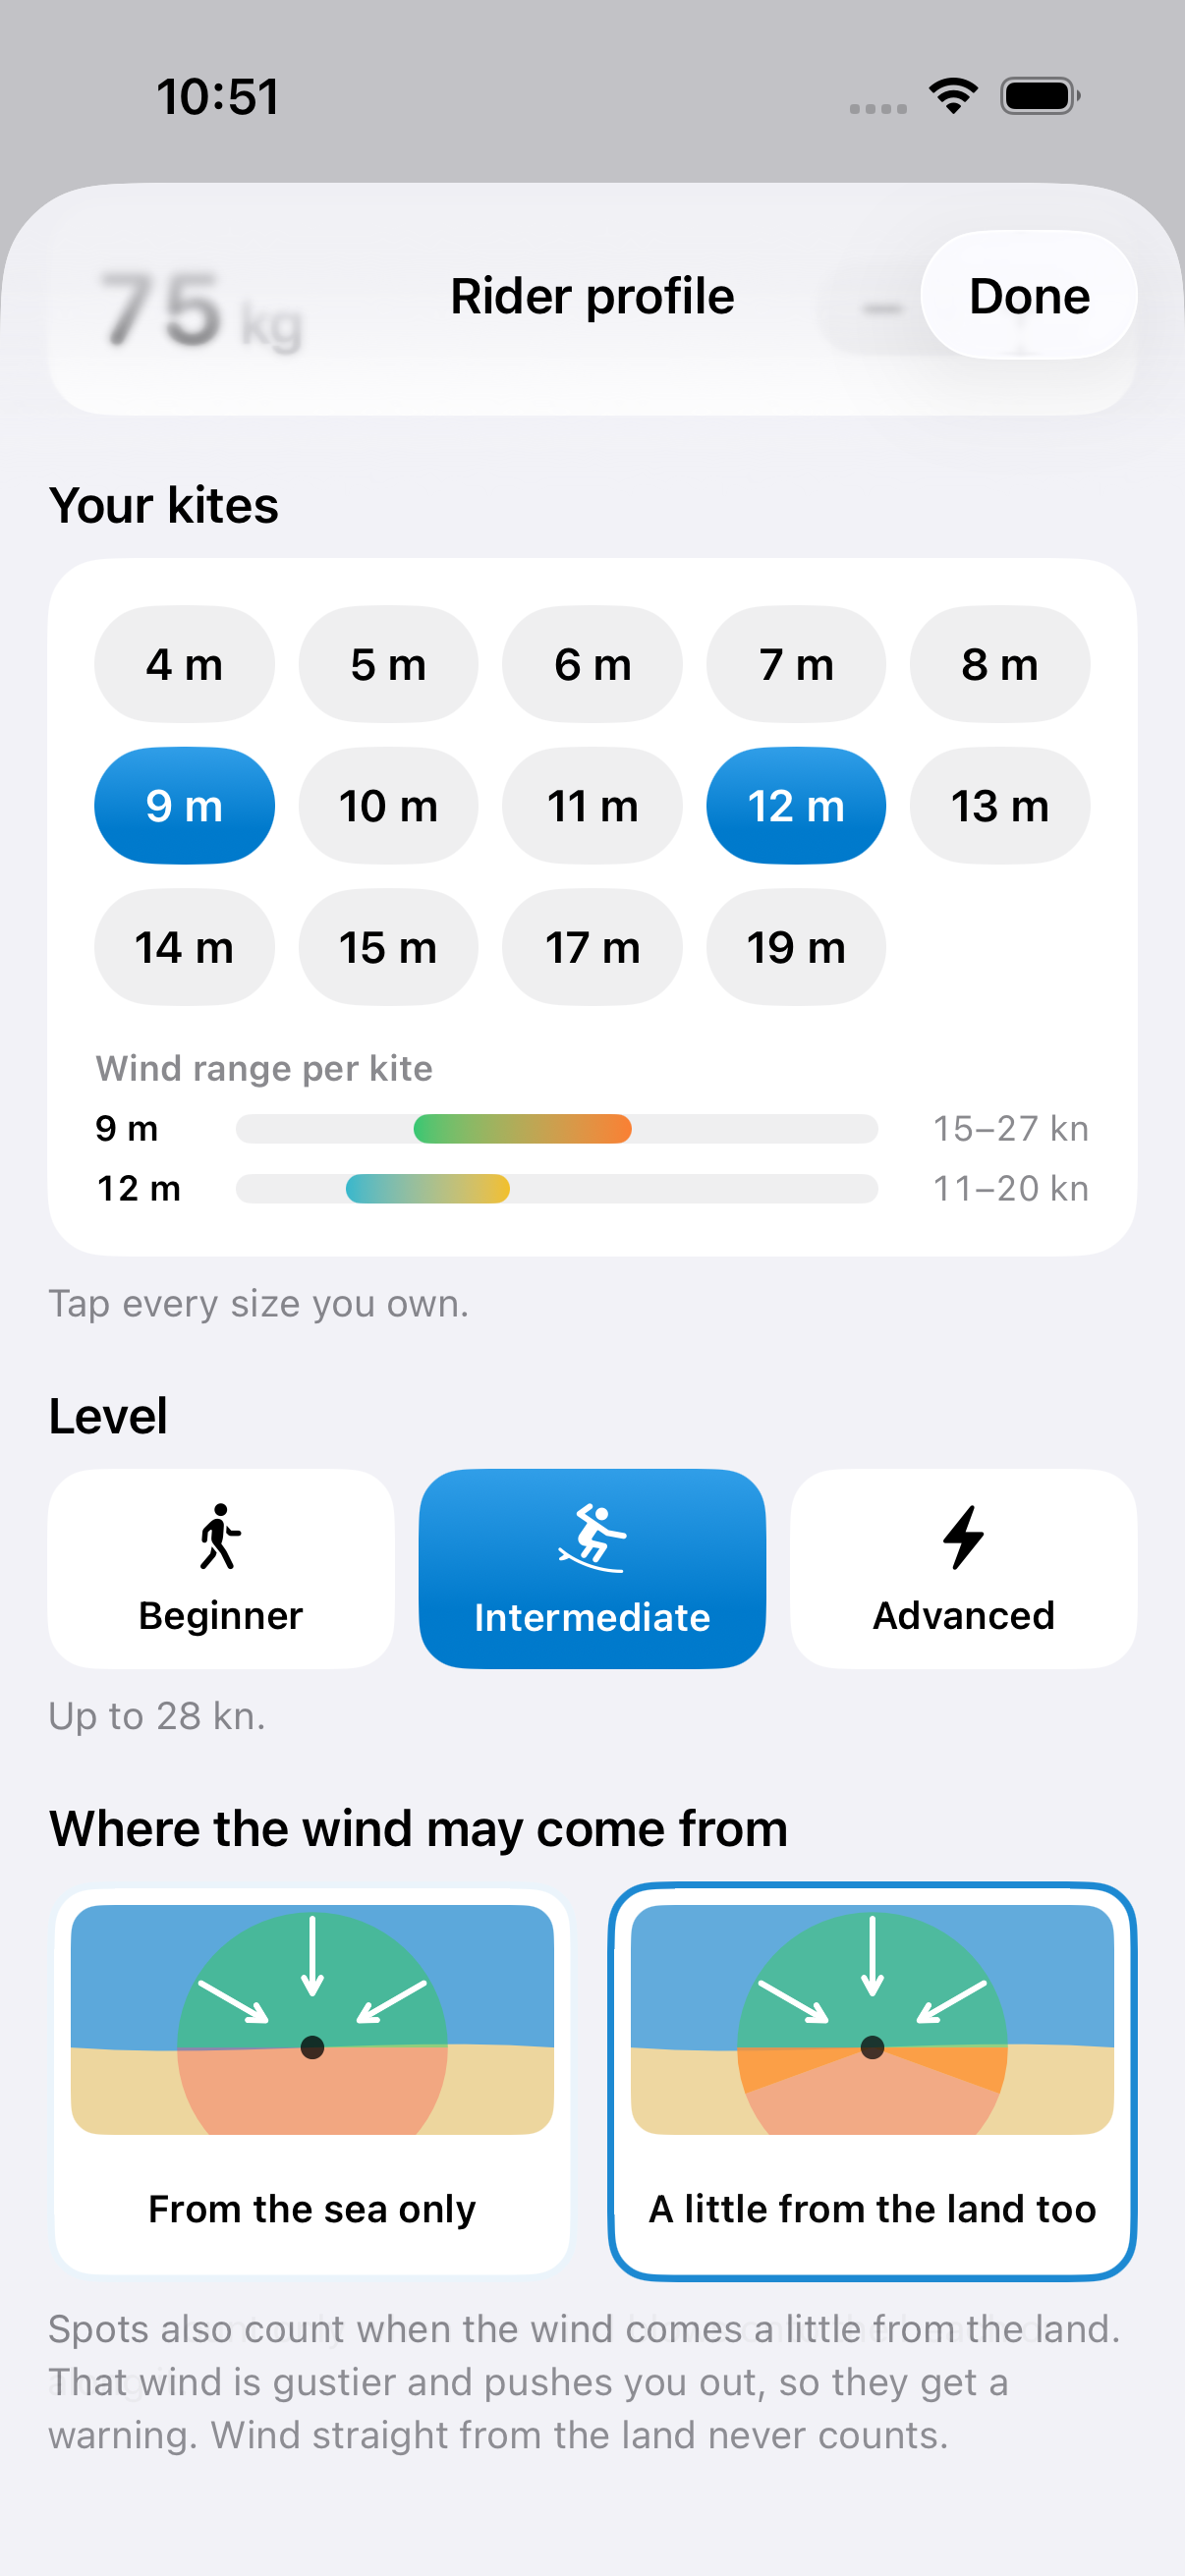 10:51
75 kg
Rider profile
Done
Your kites
4 m
5 m
6 m
7 m
8 m
9 m
10 m
11 m
12 m
13 m
14 m
15 m
17 m
19 m
Wind range per kite
9 m
15–27 kn
12 m
11–20 kn
Tap every size you own.
Level
Beginner
Intermediate
Advanced
Up to 28 kn.
Where the wind may come from
From the sea only
A little from the land too
Spots also count when the wind comes a little from the land.
That wind is gustier and pushes you out, so they get a
warning. Wind straight from the land never counts.